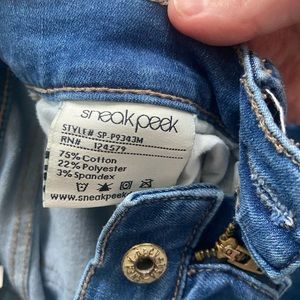 sneakpeek
STYLE# SP-P9343M
RN# 124579
75% Cotton
22% Polyester
3% Spandex
www.sneakpeek